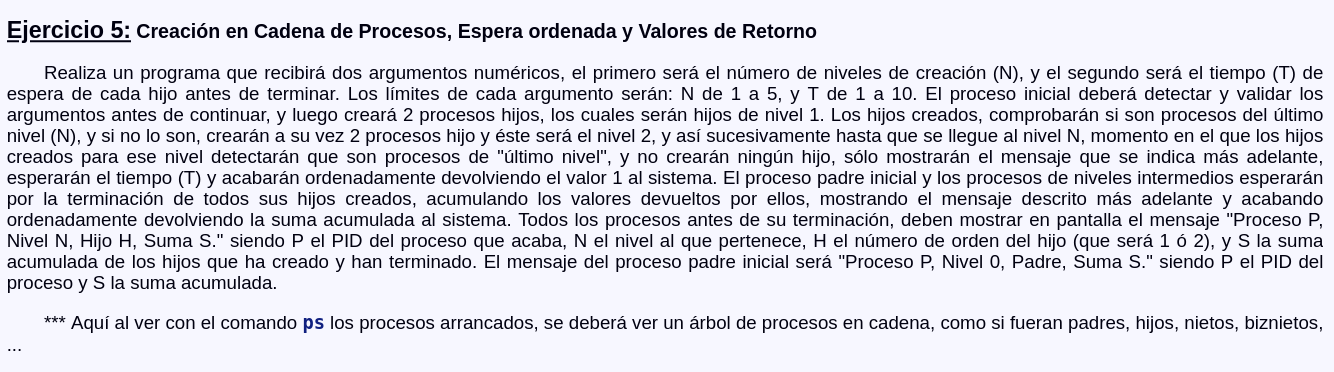 Ejercicio 5: Creación en Cadena de Procesos, Espera ordenada y Valores de Retorno
Realiza un programa que recibirá dos argumentos numéricos, el primero será el número de niveles de creación (N), y el segundo será el tiempo (T) de
espera de cada hijo antes de terminar. Los límites de cada argumento serán: N de 1 a 5, y T de 1 a 10. El proceso inicial deberá detectar y validar los
argumentos antes de continuar, y luego creará 2 procesos hijos, los cuales serán hijos de nivel 1. Los hijos creados, comprobarán si son procesos del último
nivel (N), y si no lo son, crearán a su vez 2 procesos hijo y éste será el nivel 2, y así sucesivamente hasta que se llegue al nivel N, momento en el que los hijos
creados para ese nivel detectarán que son procesos de "último nivel", y no crearán ningún hijo, sólo mostrarán el mensaje que se indica más adelante,
esperarán el tiempo (T) y acabarán ordenadamente devolviendo el valor 1 al sistema. El proceso padre inicial y los procesos de niveles intermedios esperarán
por la terminación de todos sus hijos creados, acumulando los valores devueltos por ellos, mostrando el mensaje descrito más adelante y acabando
ordenadamente devolviendo la suma acumulada al sistema. Todos los procesos antes de su terminación, deben mostrar en pantalla el mensaje "Proceso P,
Nivel N, Hijo H, Suma S." siendo P el PID del proceso que acaba, N el nivel al que pertenece, H el número de orden del hijo (que será 1 ó 2), y S la suma
acumulada de los hijos que ha creado y han terminado. El mensaje del proceso padre inicial será "Proceso P, Nivel 0, Padre, Suma S." siendo P el PID del
proceso y S la suma acumulada.
*** Aquí al ver con el comando ps los procesos arrancados, se deberá ver un árbol de procesos en cadena, como si fueran padres, hijos, nietos, biznietos,
...